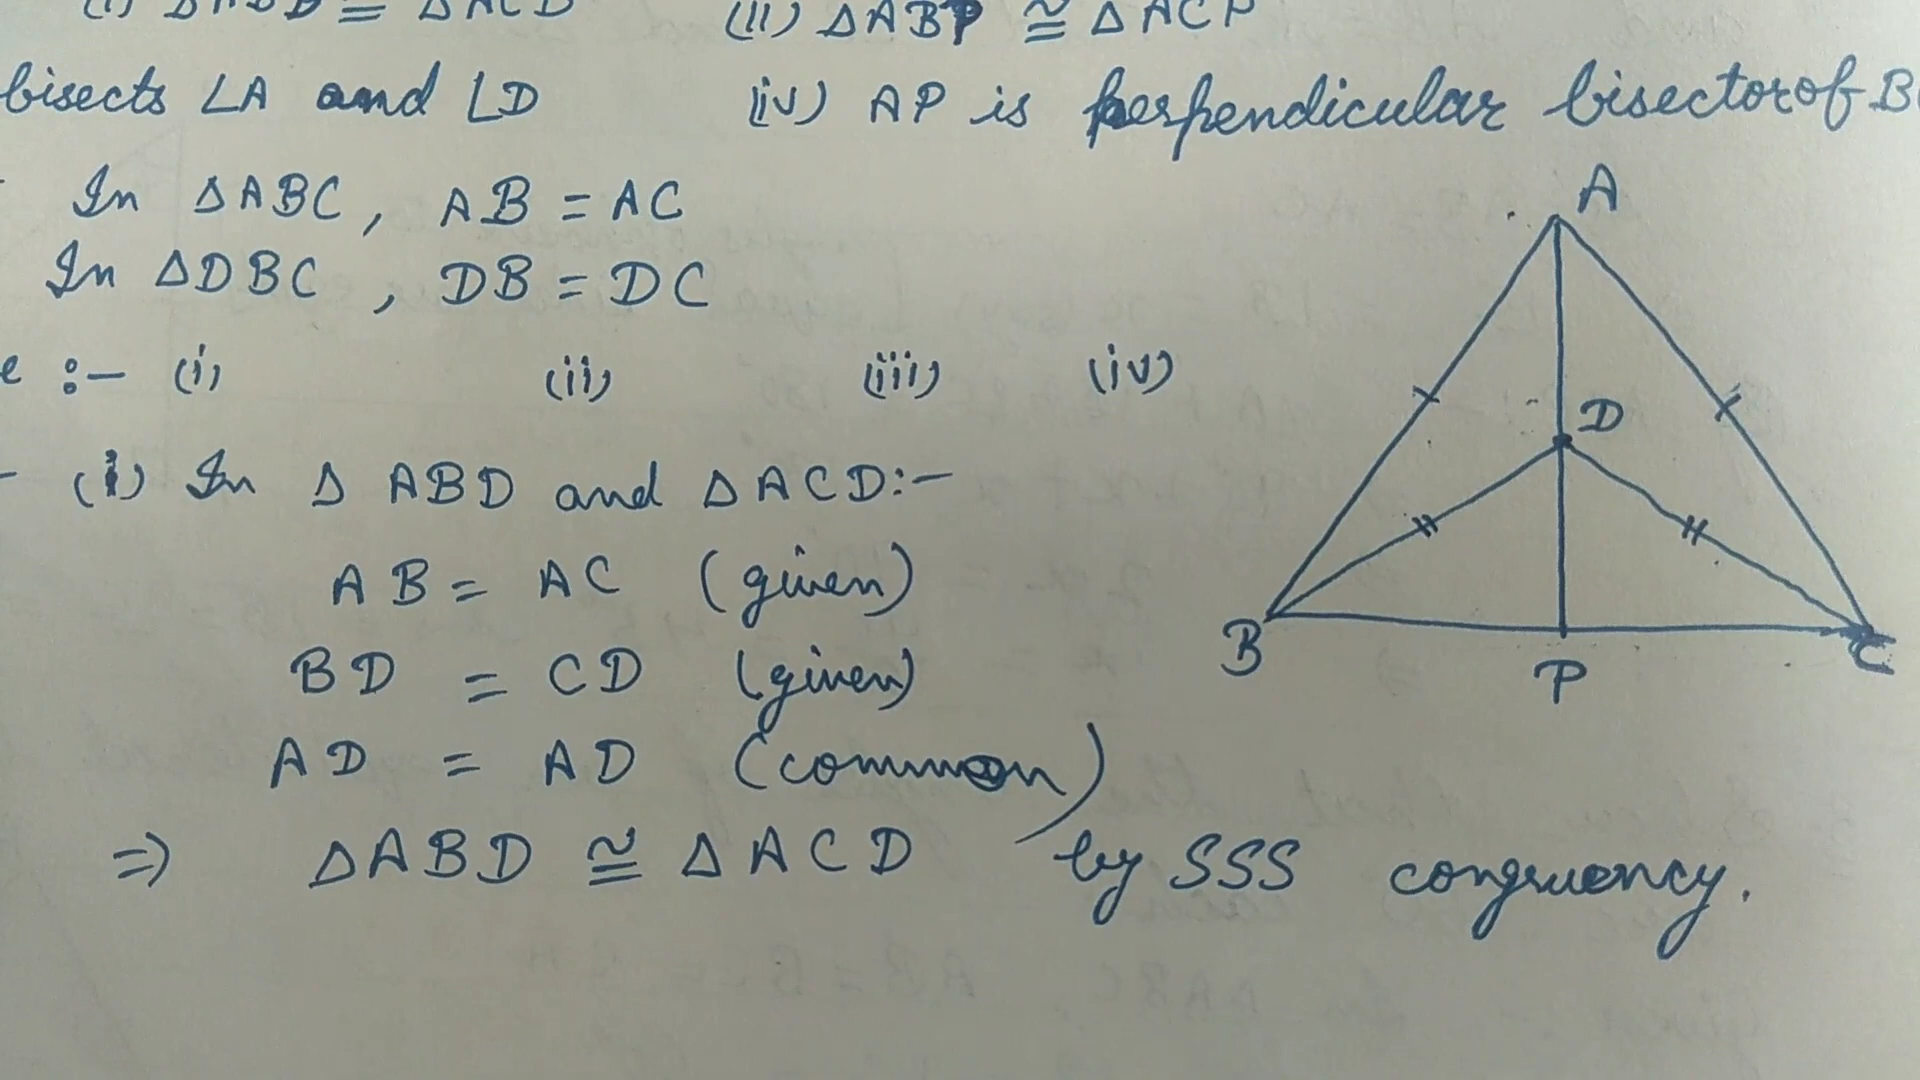 (i) ΔABD ≅ ΔACD (ii) ΔABP ≅ ΔACP
bisects ∠A and ∠D (iv) AP is perpendicular bisector of B
In ΔABC, AB = AC
In ΔDBC, DB = DC
e :- (i) (ii) (iii) (iv)
- (i) In Δ ABD and ΔACD:-
AB = AC (given)
BD = CD (given)
AD = AD (common)
⇒ ΔABD ≅ ΔACD by SSS congruency.
A
D
B
P
C